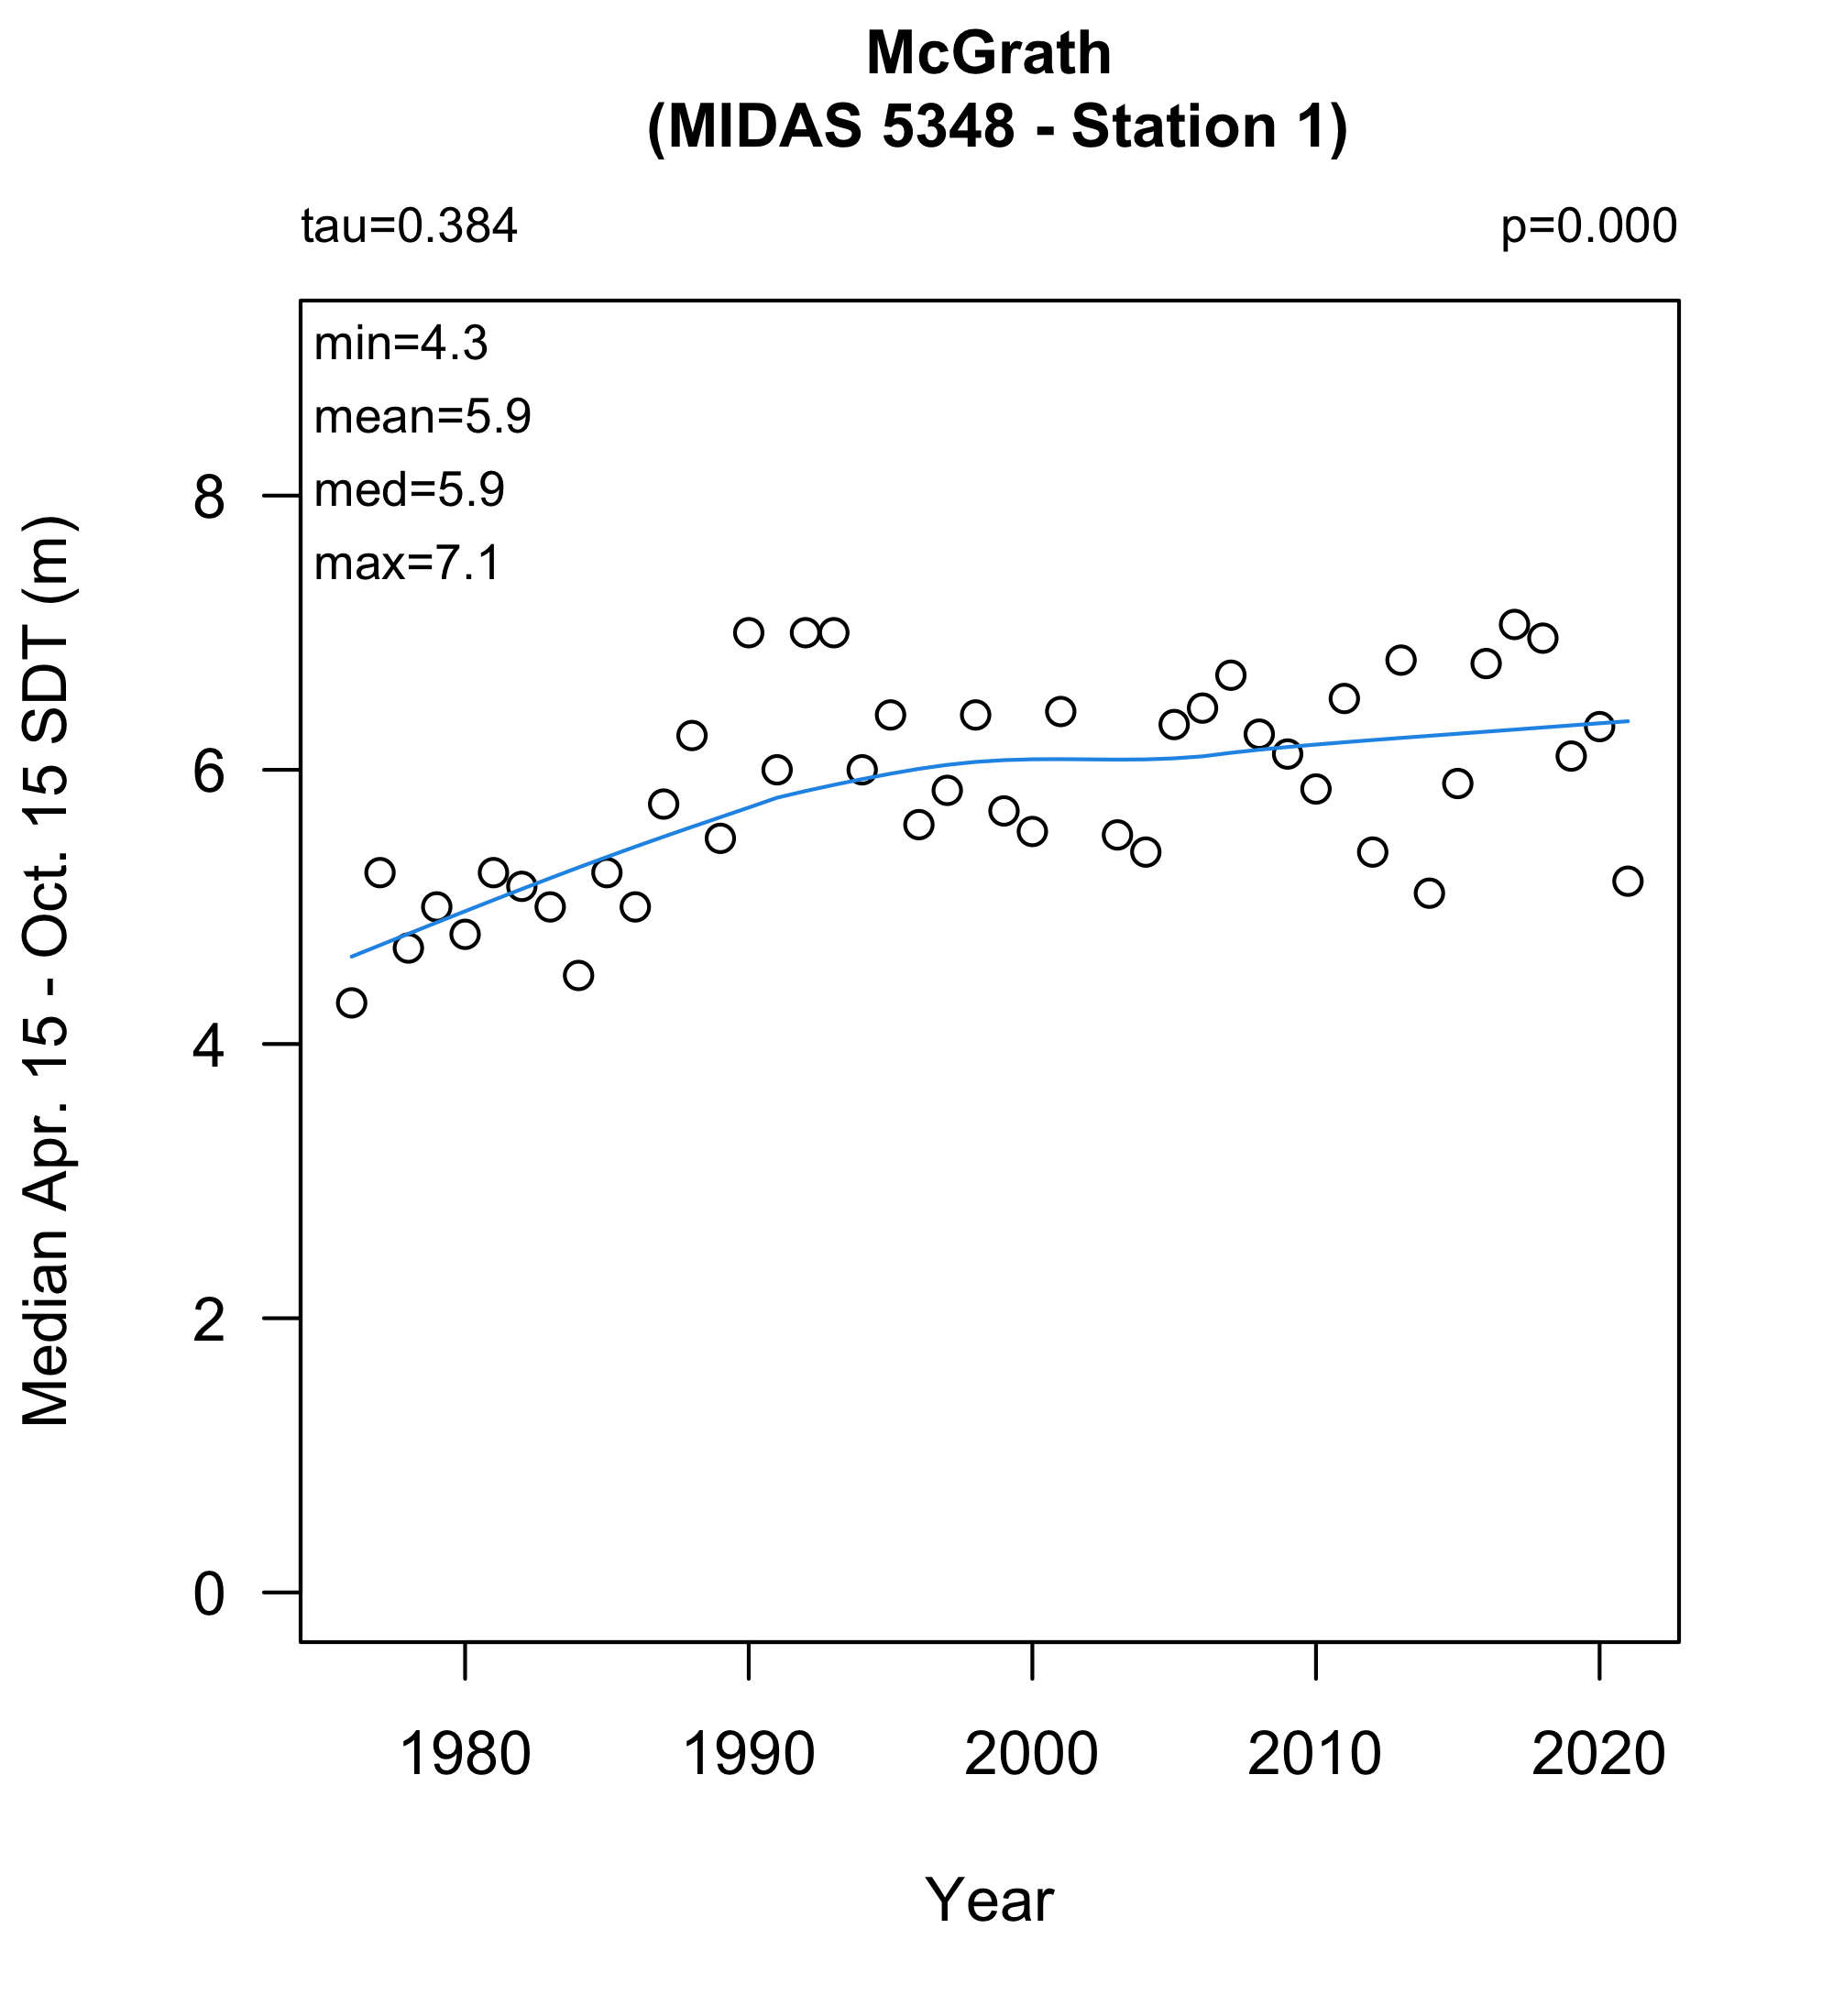 McGrath
(MIDAS 5348 - Station 1)
tau=0.384
p=0.000
min=4.3
mean=5.9
med=5.9
max=7.1
Median Apr. 15 - Oct. 15 SDT (m)
8
6
4
2
0
1980 1990 2000 2010 2020
Year